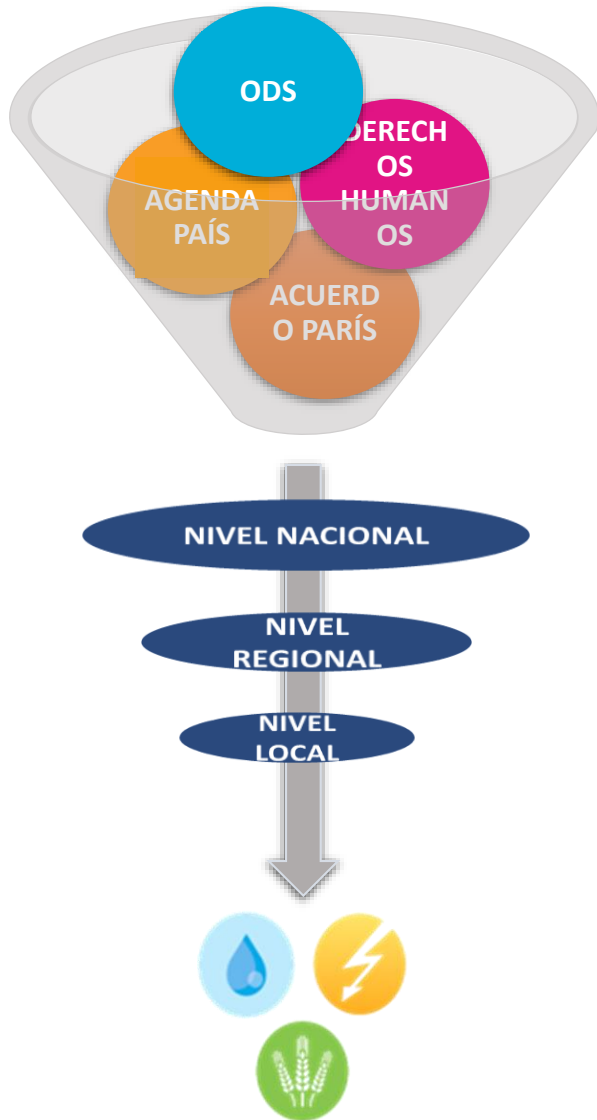 ODS
DERECH
OS
HUMAN
OS
AGENDA
PAÍS
ACUERD
O PARÍS
NIVEL NACIONAL
NIVEL
REGIONAL
NIVEL
LOCAL